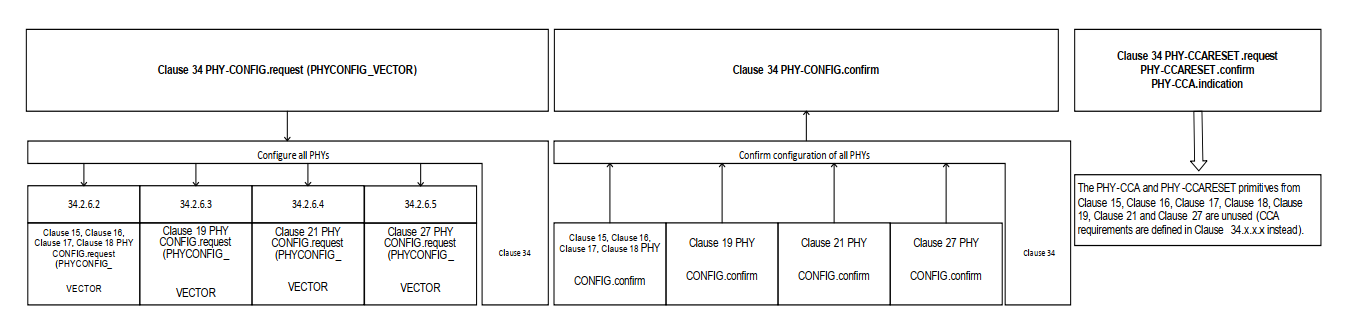 Clause 34 PHY-CONFIG.request (PHYCONFIG_VECTOR)
Configure all PHYs
34.2.6.2
34.2.6.3
34.2.6.4
34.2.6.5
Clause 15, Clause 16,
Clause 17, Clause 18 PHY
CONFIG.request
(PHYCONFIG_
VECTOR
Clause 19 PHY
CONFIG.request
(PHYCONFIG_
VECTOR
Clause 21 PHY
CONFIG.request
(PHYCONFIG_
VECTOR
Clause 27 PHY
CONFIG.request
(PHYCONFIG_
VECTOR
Clause 34
Clause 34 PHY-CONFIG.confirm
Confirm configuration of all PHYs
Clause 15, Clause 16,
Clause 17, Clause 18 PHY
CONFIG.confirm
Clause 19 PHY
CONFIG.confirm
Clause 21 PHY
CONFIG.confirm
Clause 27 PHY
CONFIG.confirm
Clause 34
Clause 34 PHY-CCARESET.request
PHY-CCARESET.confirm
PHY-CCA.indication
The PHY-CCA and PHY-CCARESET primitives from
Clause 15, Clause 16, Clause 17, Clause 18, Clause
19, Clause 21 and Clause 27 are unused (CCA
requirements are defined in Clause 34.x.x.x instead).